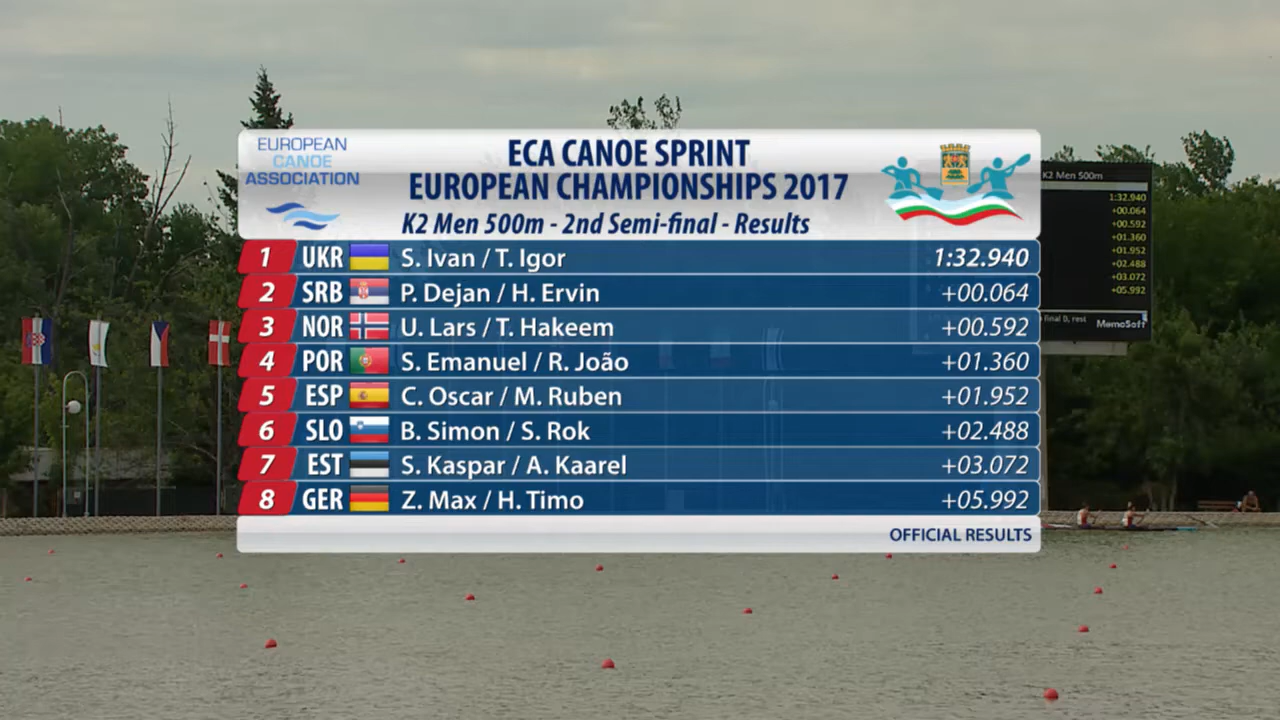 EUROPEAN
CANOE
ASSOCIATION
ECA CANOE SPRINT
EUROPEAN CHAMPIONSHIPS 2017
K2 Men 500m - 2nd Semi-final - Results
1 UKR S. Ivan / T. Igor 1:32.940
2 SRB P. Dejan / H. Ervin +00.064
3 NOR U. Lars / T. Hakeem +00.592
4 POR S. Emanuel / R. João +01.360
5 ESP C. Oscar / M. Ruben +01.952
6 SLO B. Simon / S. Rok +02.488
7 EST S. Kaspar / A. Kaarel +03.072
8 GER Z. Max / H. Timo +05.992
OFFICIAL RESULTS
K2 Men 500m
1:32.940
+00.064
+00.592
+01.360
+01.952
+02.488
+03.072
+05.992
final D, rest
MemoSoft